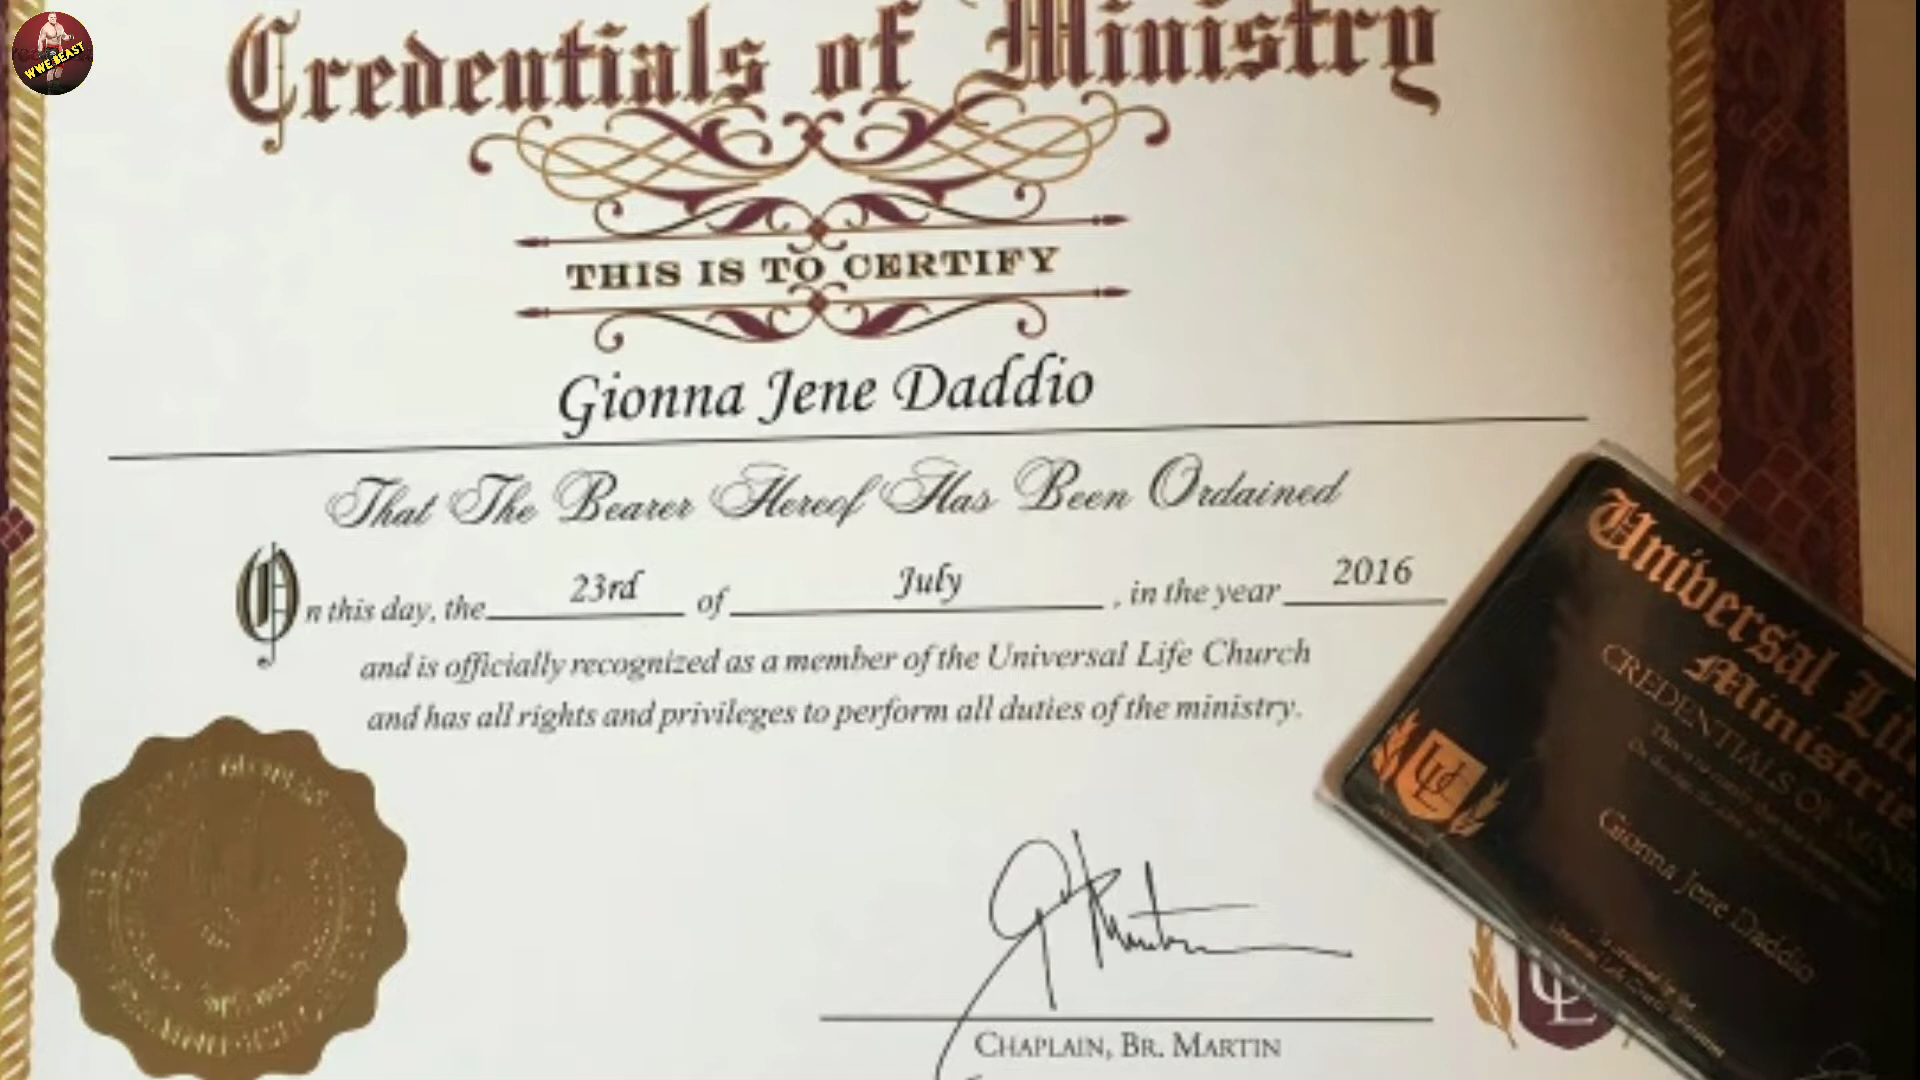 WWE BEAST
Credentials of Ministry
THIS IS TO CERTIFY
Gionna Jene Daddio
That The Bearer Hereof Has Been Ordained
On this day, the 23rd of July, in the year 2016
and is officially recognized as a member of the Universal Life Church
and has all rights and privileges to perform all duties of the ministry.
CHAPLAIN, BR. MARTIN
Universal
Ministries
CREDENTIALS OF
Gionna Jene Daddio
ULC